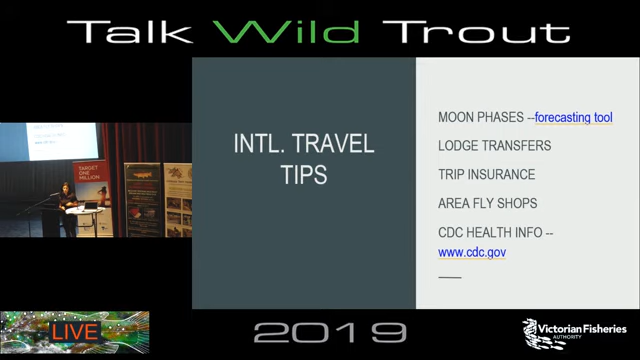 Talk Wild Trout
INTL. TRAVEL
TIPS
MOON PHASES --forecasting tool
LODGE TRANSFERS
TRIP INSURANCE
AREA FLY SHOPS
CDC HEALTH INFO --
www.cdc.gov
TARGET
ONE
MILLION
LIVE
2019
Victorian Fisheries
AUTHORITY